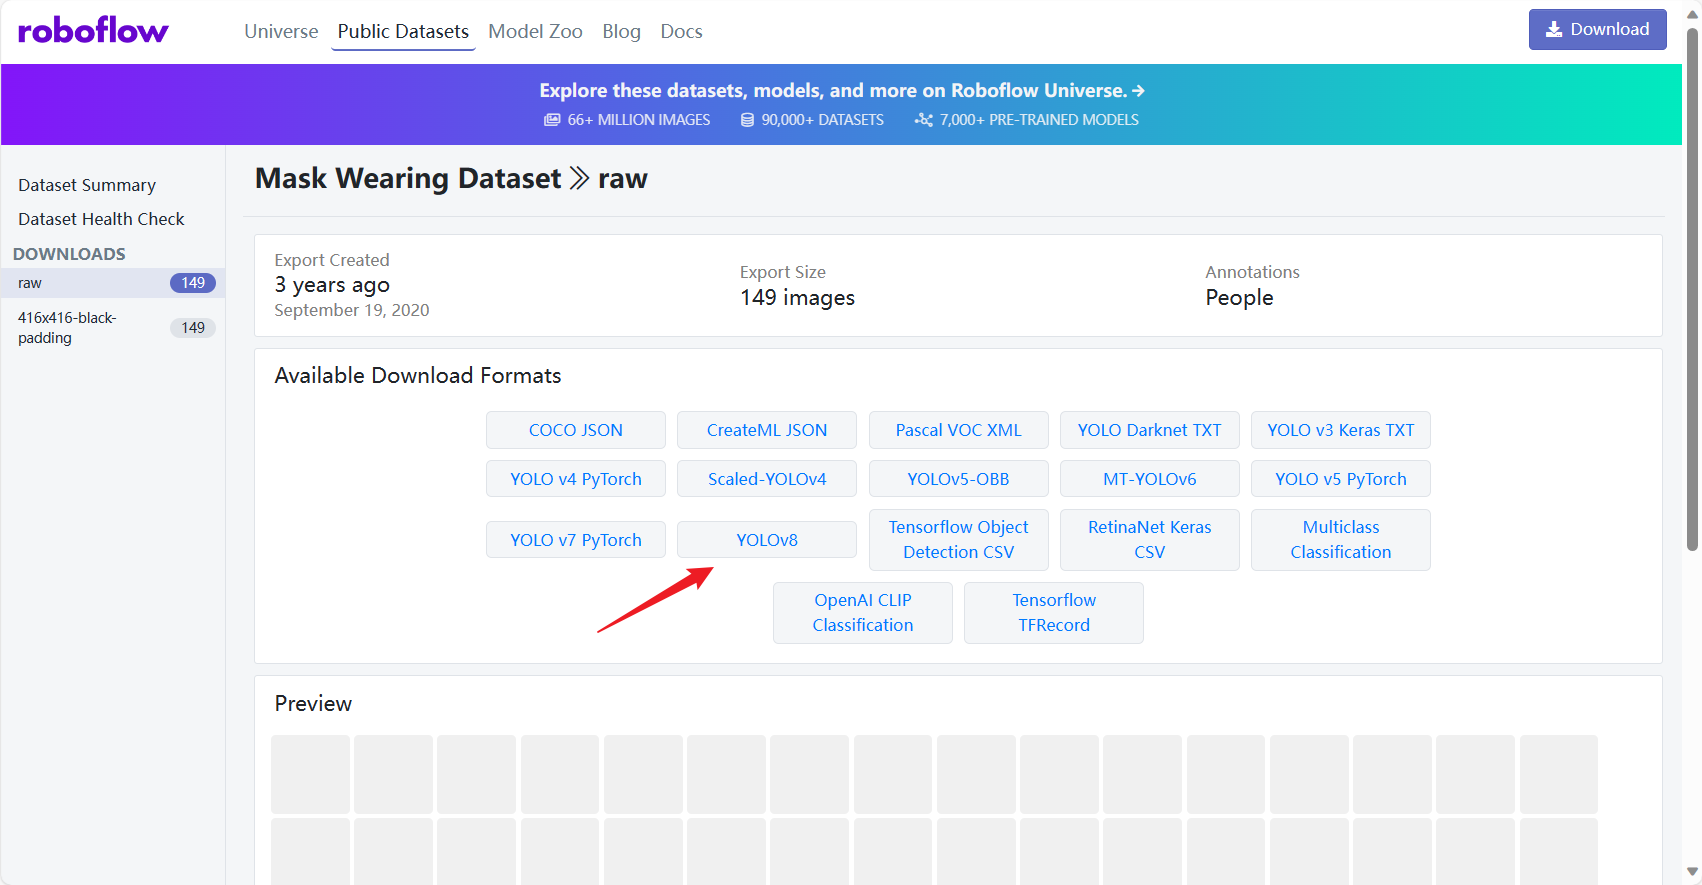 roboflow
Universe
Public Datasets
Model Zoo
Blog
Docs
Download
Explore these datasets, models, and more on Roboflow Universe.
66+ MILLION IMAGES
90,000+ DATASETS
7,000+ PRE-TRAINED MODELS
Dataset Summary
Dataset Health Check
DOWNLOADS
raw
149
416x416-black-
padding
149
Mask Wearing Dataset
raw
Export Created
3 years ago
September 19, 2020
Export Size
149 images
Annotations
People
Available Download Formats
COCO JSON
CreateML JSON
Pascal VOC XML
YOLO Darknet TXT
YOLO v3 Keras TXT
YOLO v4 PyTorch
Scaled-YOLOv4
YOLOv5-OBB
MT-YOLOv6
YOLO v5 PyTorch
YOLO v7 PyTorch
YOLOv8
Tensorflow Object
Detection CSV
RetinaNet Keras
CSV
Multiclass
Classification
OpenAI CLIP
Classification
Tensorflow
TFRecord
Preview